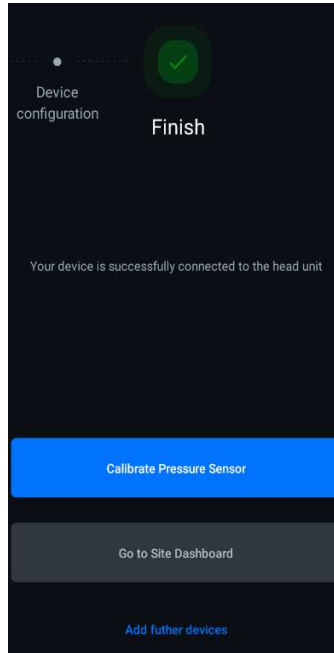 Device
configuration
Finish
Your device is successfully connected to the head unit
Calibrate Pressure Sensor
Go to Site Dashboard
Add futher devices